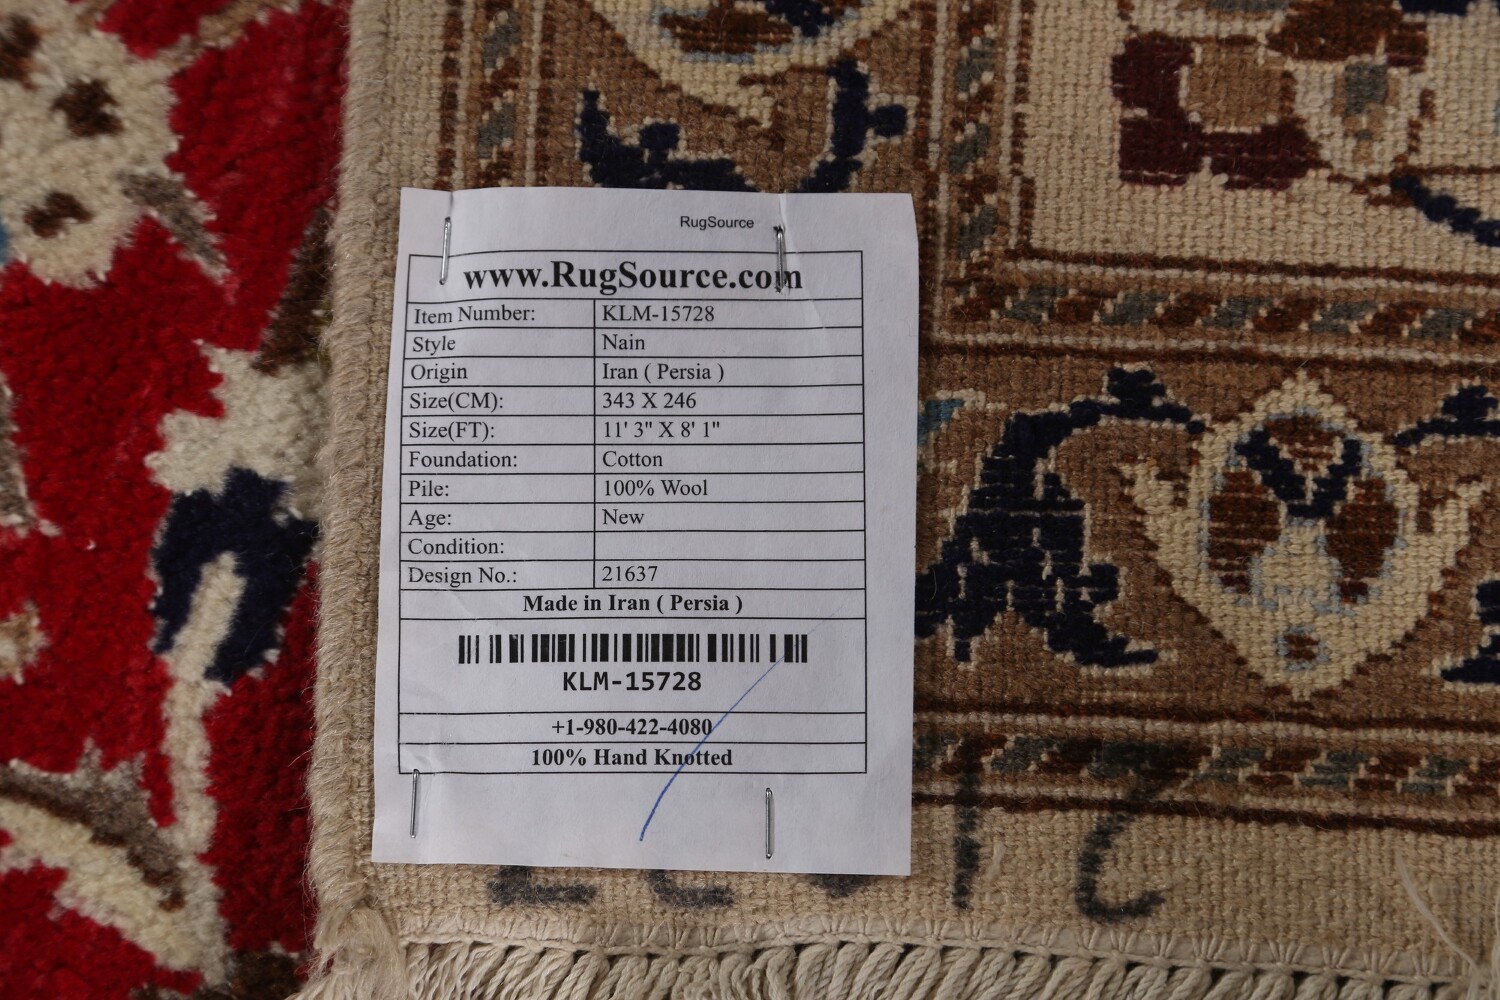 RugSource
www.RugSource.com
Item Number: KLM-15728
Style Nain
Origin Iran ( Persia )
Size(CM): 343 X 246
Size(FT): 11' 3" X 8' 1"
Foundation: Cotton
Pile: 100% Wool
Age: New
Condition:
Design No.: 21637
Made in Iran ( Persia )
KLM-15728
+1-980-422-4080
100% Hand Knotted